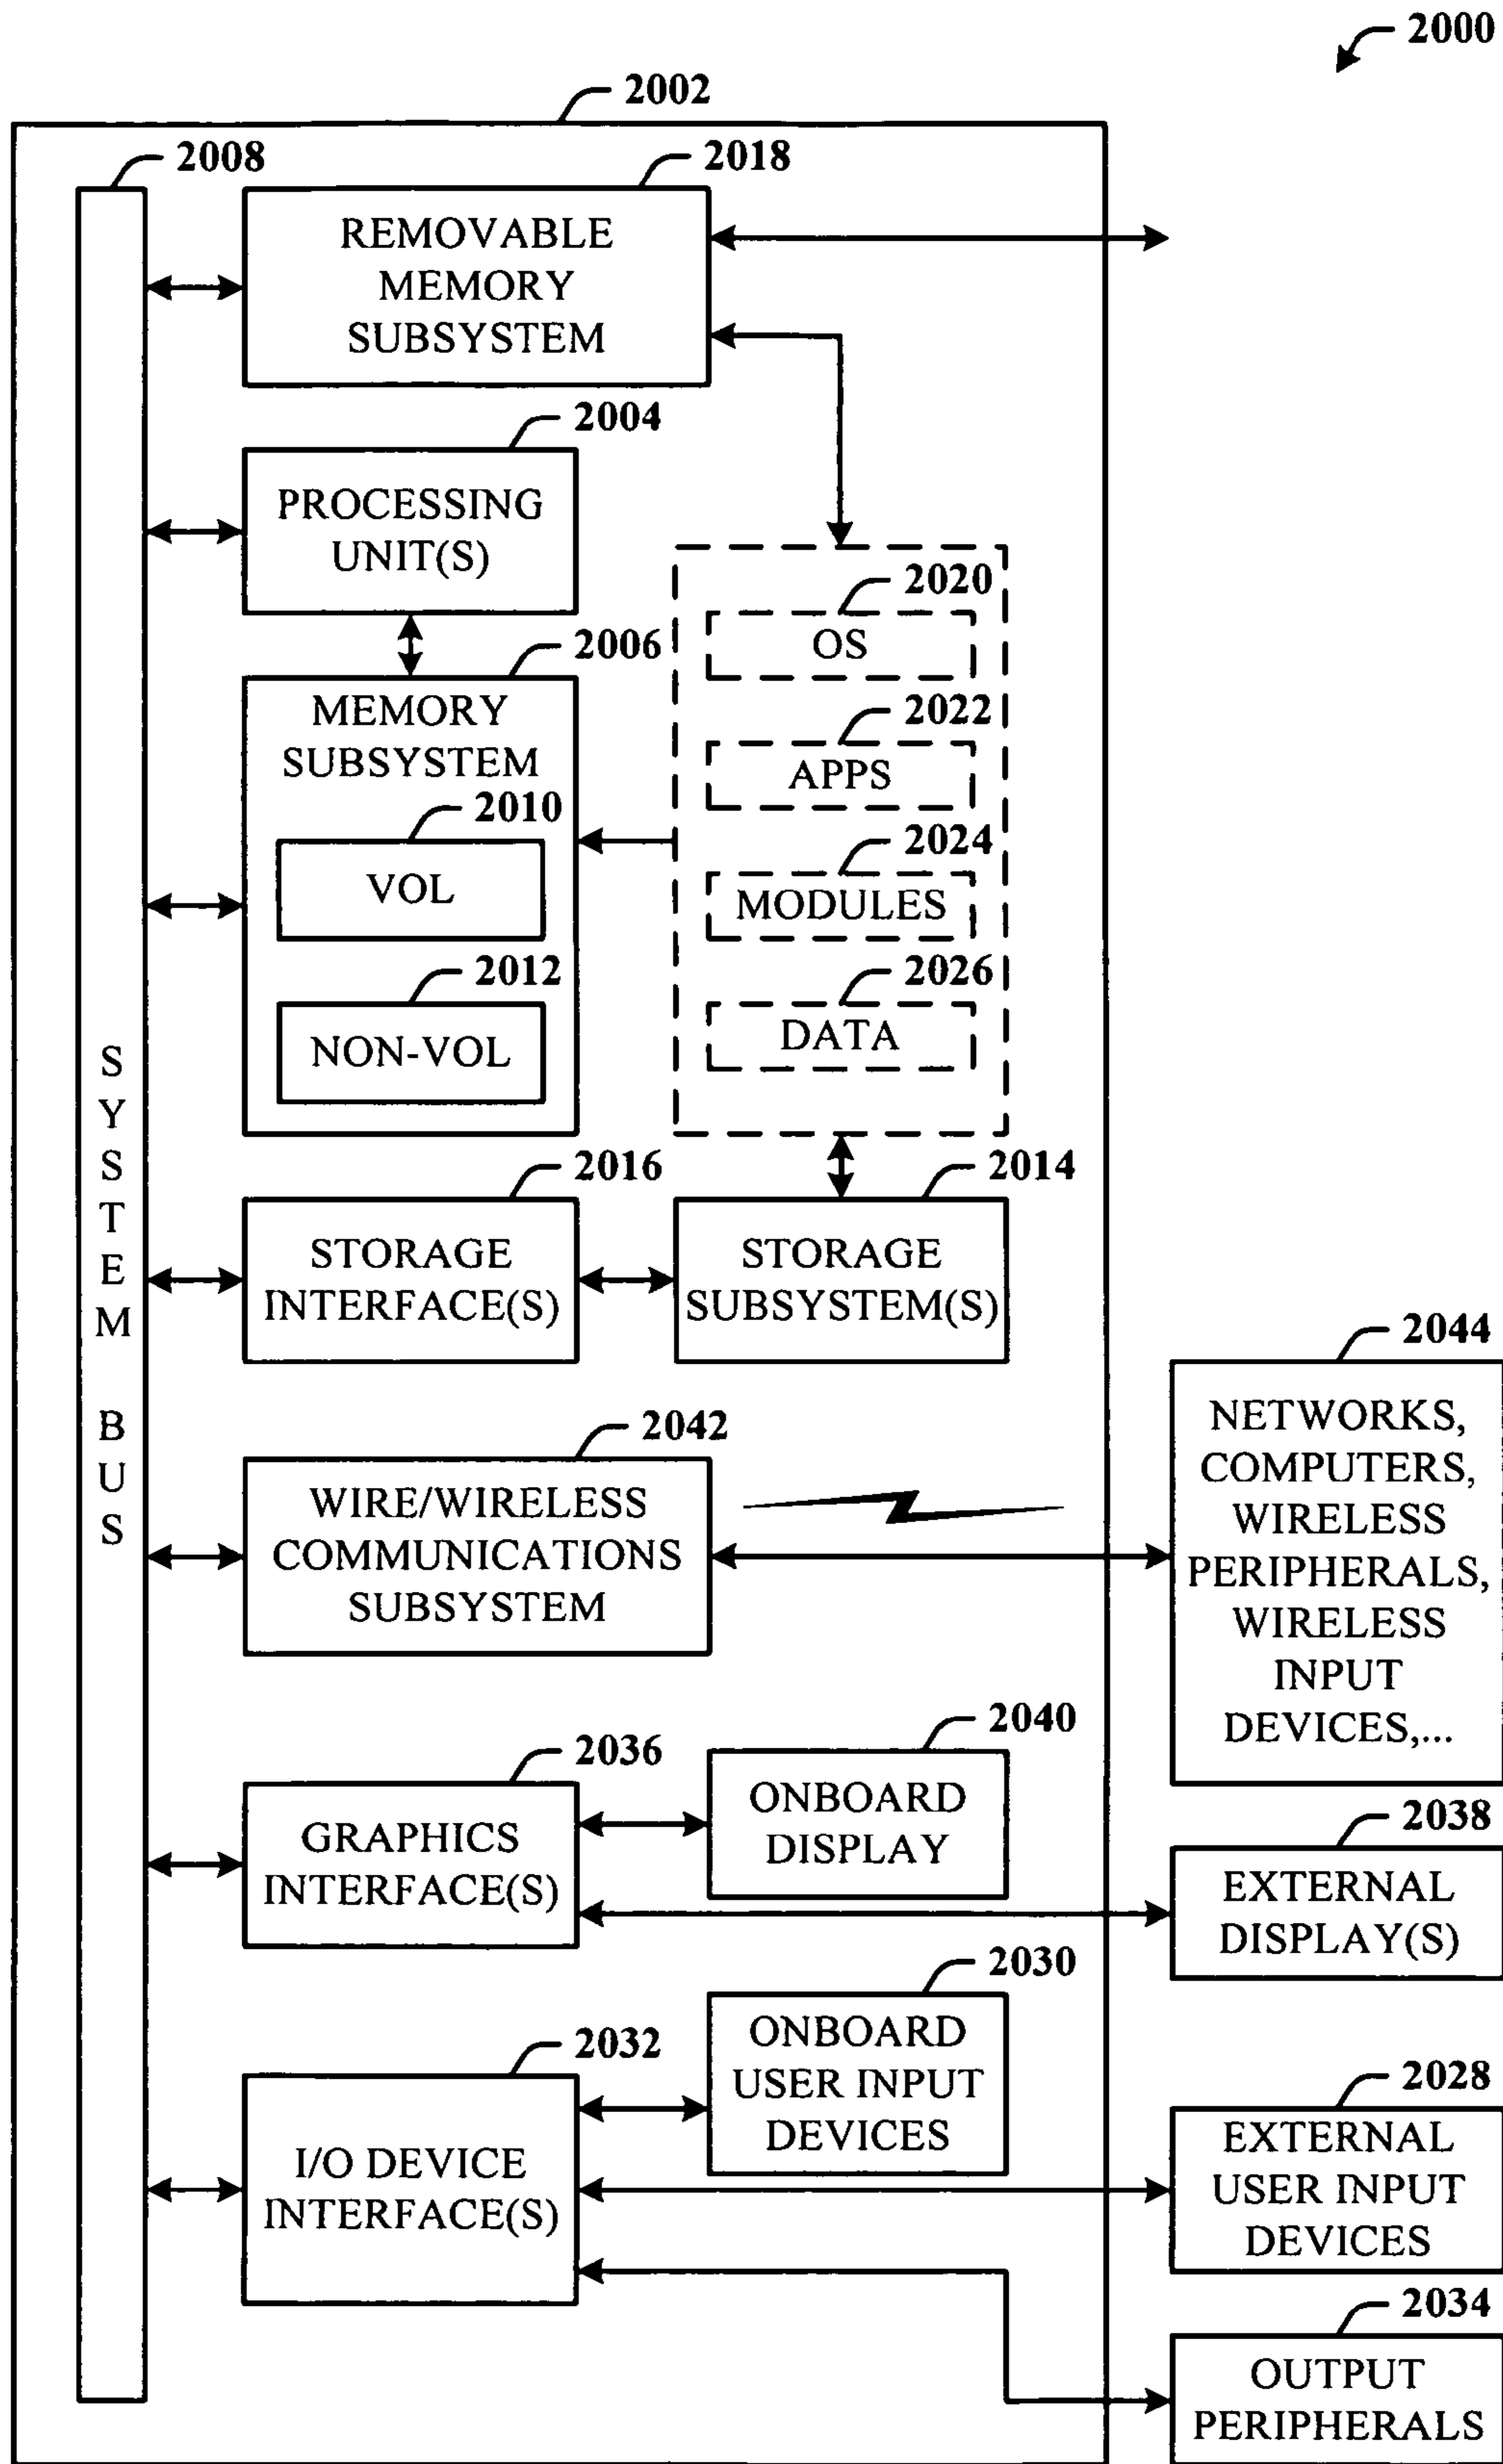 2000
2002
2008
2018
REMOVABLE
MEMORY
SUBSYSTEM
2004
PROCESSING
UNIT(S)
2006
MEMORY
SUBSYSTEM
2010
VOL
2012
NON-VOL
2020
OS
2022
APPS
2024
MODULES
2026
DATA
SYSTEM BUS
2016
STORAGE
INTERFACE(S)
2014
STORAGE
SUBSYSTEM(S)
2042
WIRE/WIRELESS
COMMUNICATIONS
SUBSYSTEM
2044
NETWORKS,
COMPUTERS,
WIRELESS
PERIPHERALS,
WIRELESS
INPUT
DEVICES,...
2036
GRAPHICS
INTERFACE(S)
2040
ONBOARD
DISPLAY
2038
EXTERNAL
DISPLAY(S)
2032
I/O DEVICE
INTERFACE(S)
2030
ONBOARD
USER INPUT
DEVICES
2028
EXTERNAL
USER INPUT
DEVICES
2034
OUTPUT
PERIPHERALS